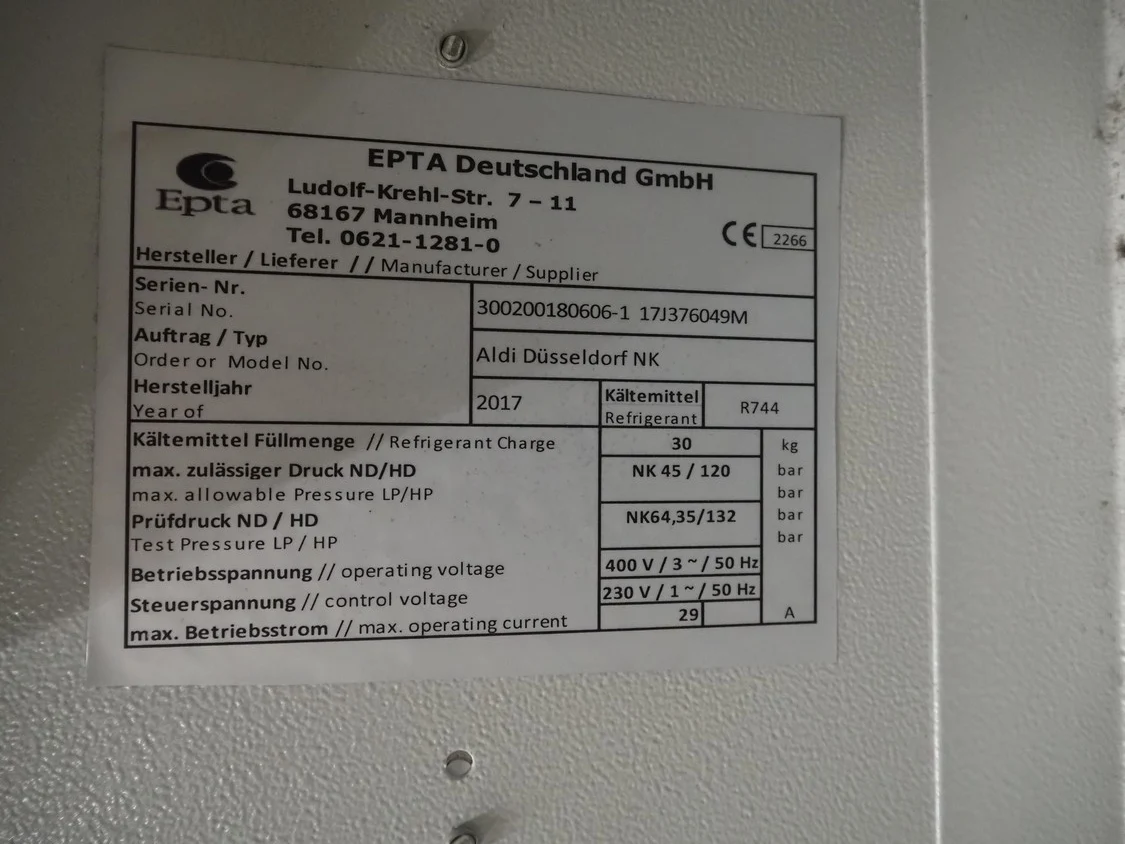 EPTA Deutschland GmbH
Epta
Ludolf-Krehl-Str. 7 – 11
68167 Mannheim
Tel. 0621-1281-0
CE 2266
Hersteller / Lieferer // Manufacturer / Supplier
Serien- Nr.
Serial No.
300200180606-1 17J376049M
Auftrag / Typ
Order or Model No.
Aldi Düsseldorf NK
Herstelljahr
Year of
2017
Kältemittel
Refrigerant
R744
Kältemittel Füllmenge // Refrigerant Charge 30 kg
max. zulässiger Druck ND/HD NK 45 / 120 bar
max. allowable Pressure LP/HP bar
Prüfdruck ND / HD NK64,35/132 bar
Test Pressure LP / HP bar
Betriebsspannung // operating voltage 400 V / 3 ~ / 50 Hz
Steuerspannung // control voltage 230 V / 1 ~ / 50 Hz
max. Betriebsstrom // max. operating current 29 A